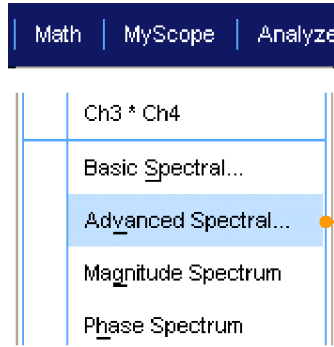 Math | MyScope | Analyze
Ch3 * Ch4
Basic Spectral...
Advanced Spectral...
Magnitude Spectrum
Phase Spectrum